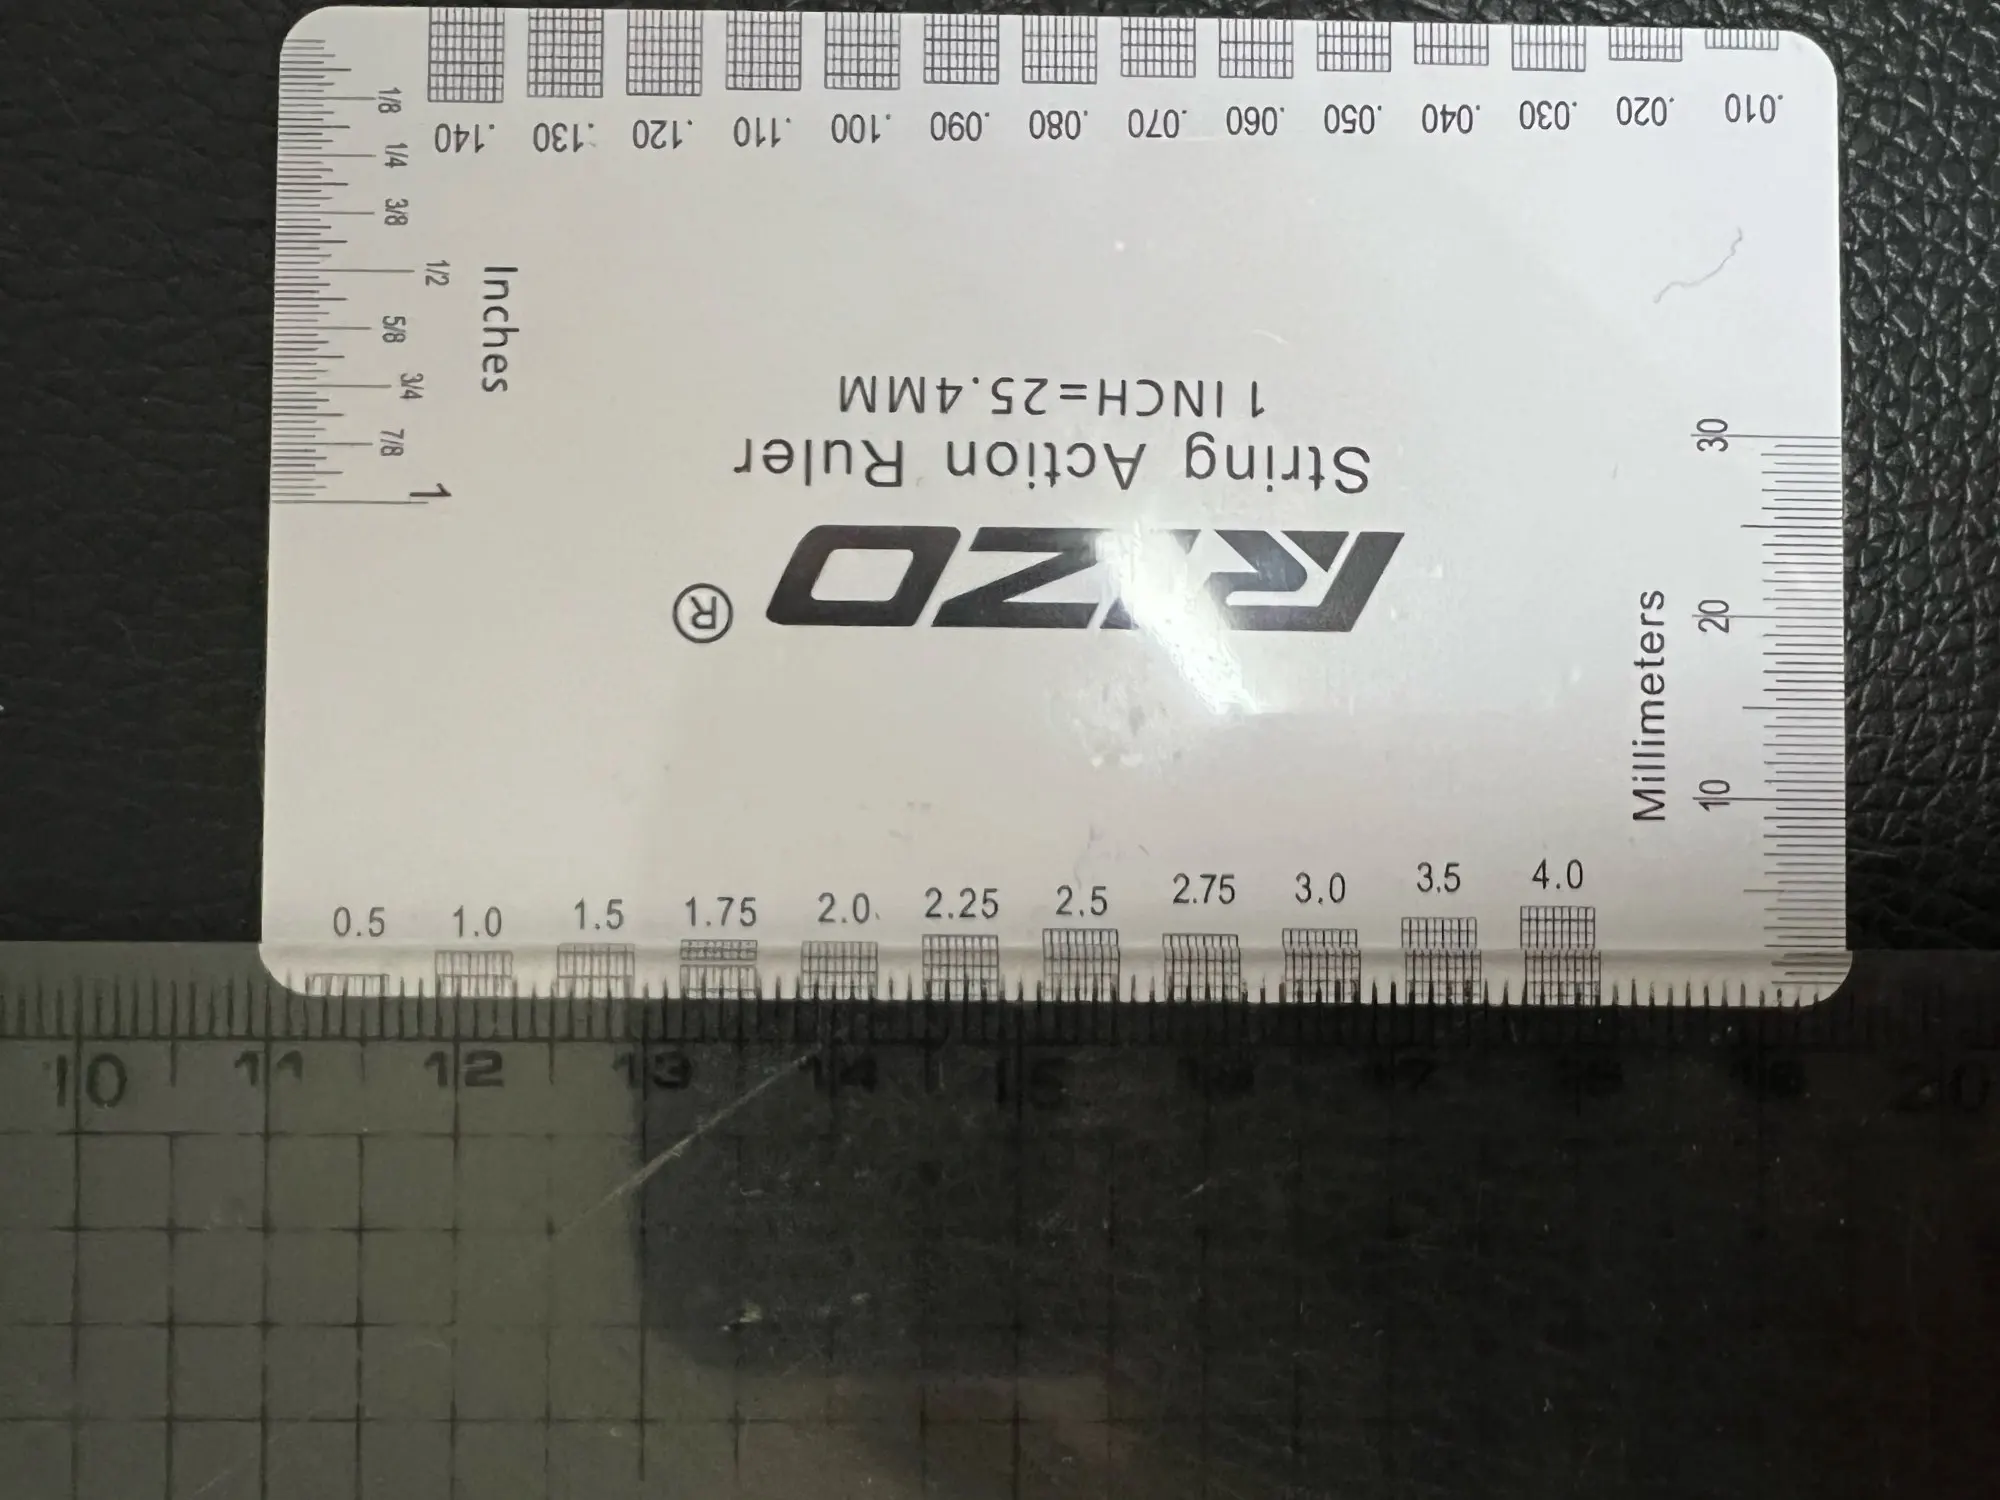 .140 .130 .120 .110 .100 .090 .080 .070 .060 .050 .040 .030 .020 .010
1/8
1/4
3/8
1/2
5/8
3/4
7/8
1
Inches
1 INCH=25.4MM
String Action Ruler
RZO ®
30
20
10
Millimeters
0.5 1.0 1.5 1.75 2.0 2.25 2.5 2.75 3.0 3.5 4.0
10 11 12 13 14 15 16 17 18 19 20